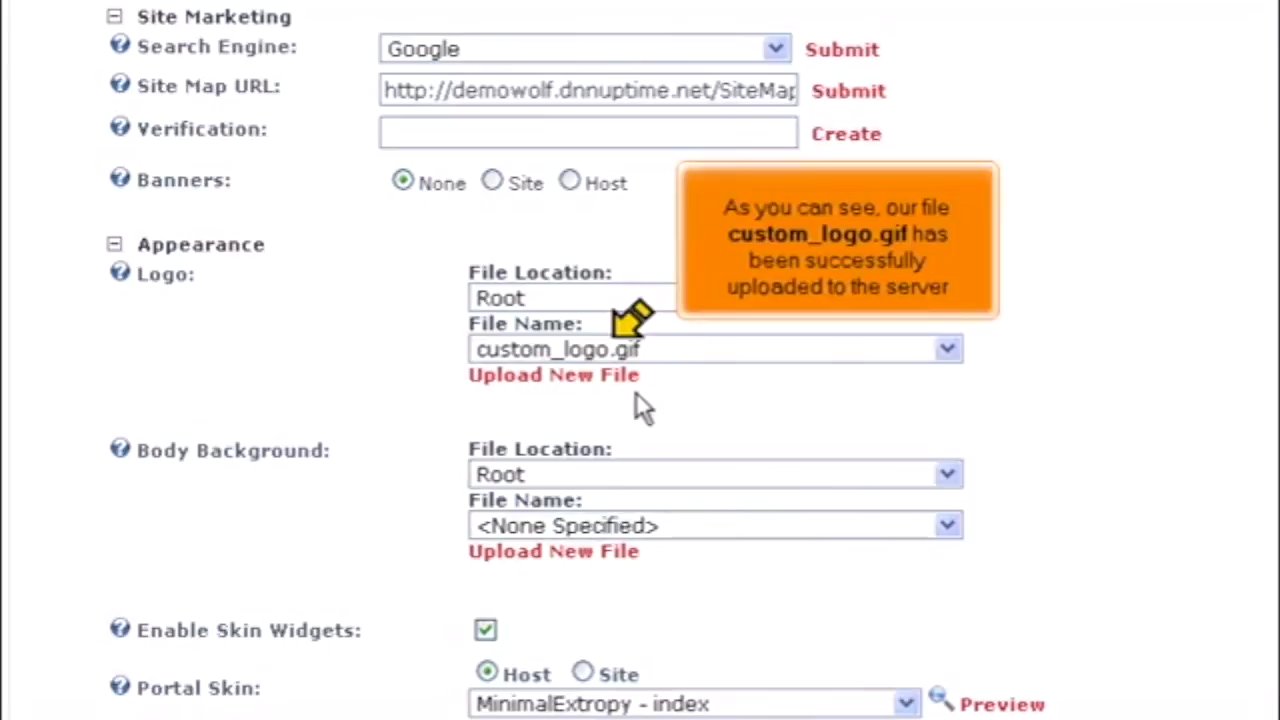 Site Marketing
Search Engine: Google Submit
Site Map URL: http://demowolf.dnnuptime.net/SiteMap Submit
Verification: Create
Banners: None Site Host
As you can see, our file
custom_logo.gif has
been successfully
uploaded to the server
Appearance
Logo: File Location:
Root
File Name:
custom_logo.gif
Upload New File
Body Background: File Location:
Root
File Name:
<None Specified>
Upload New File
Enable Skin Widgets:
Host Site
Portal Skin:
MinimalExtropy - index Preview